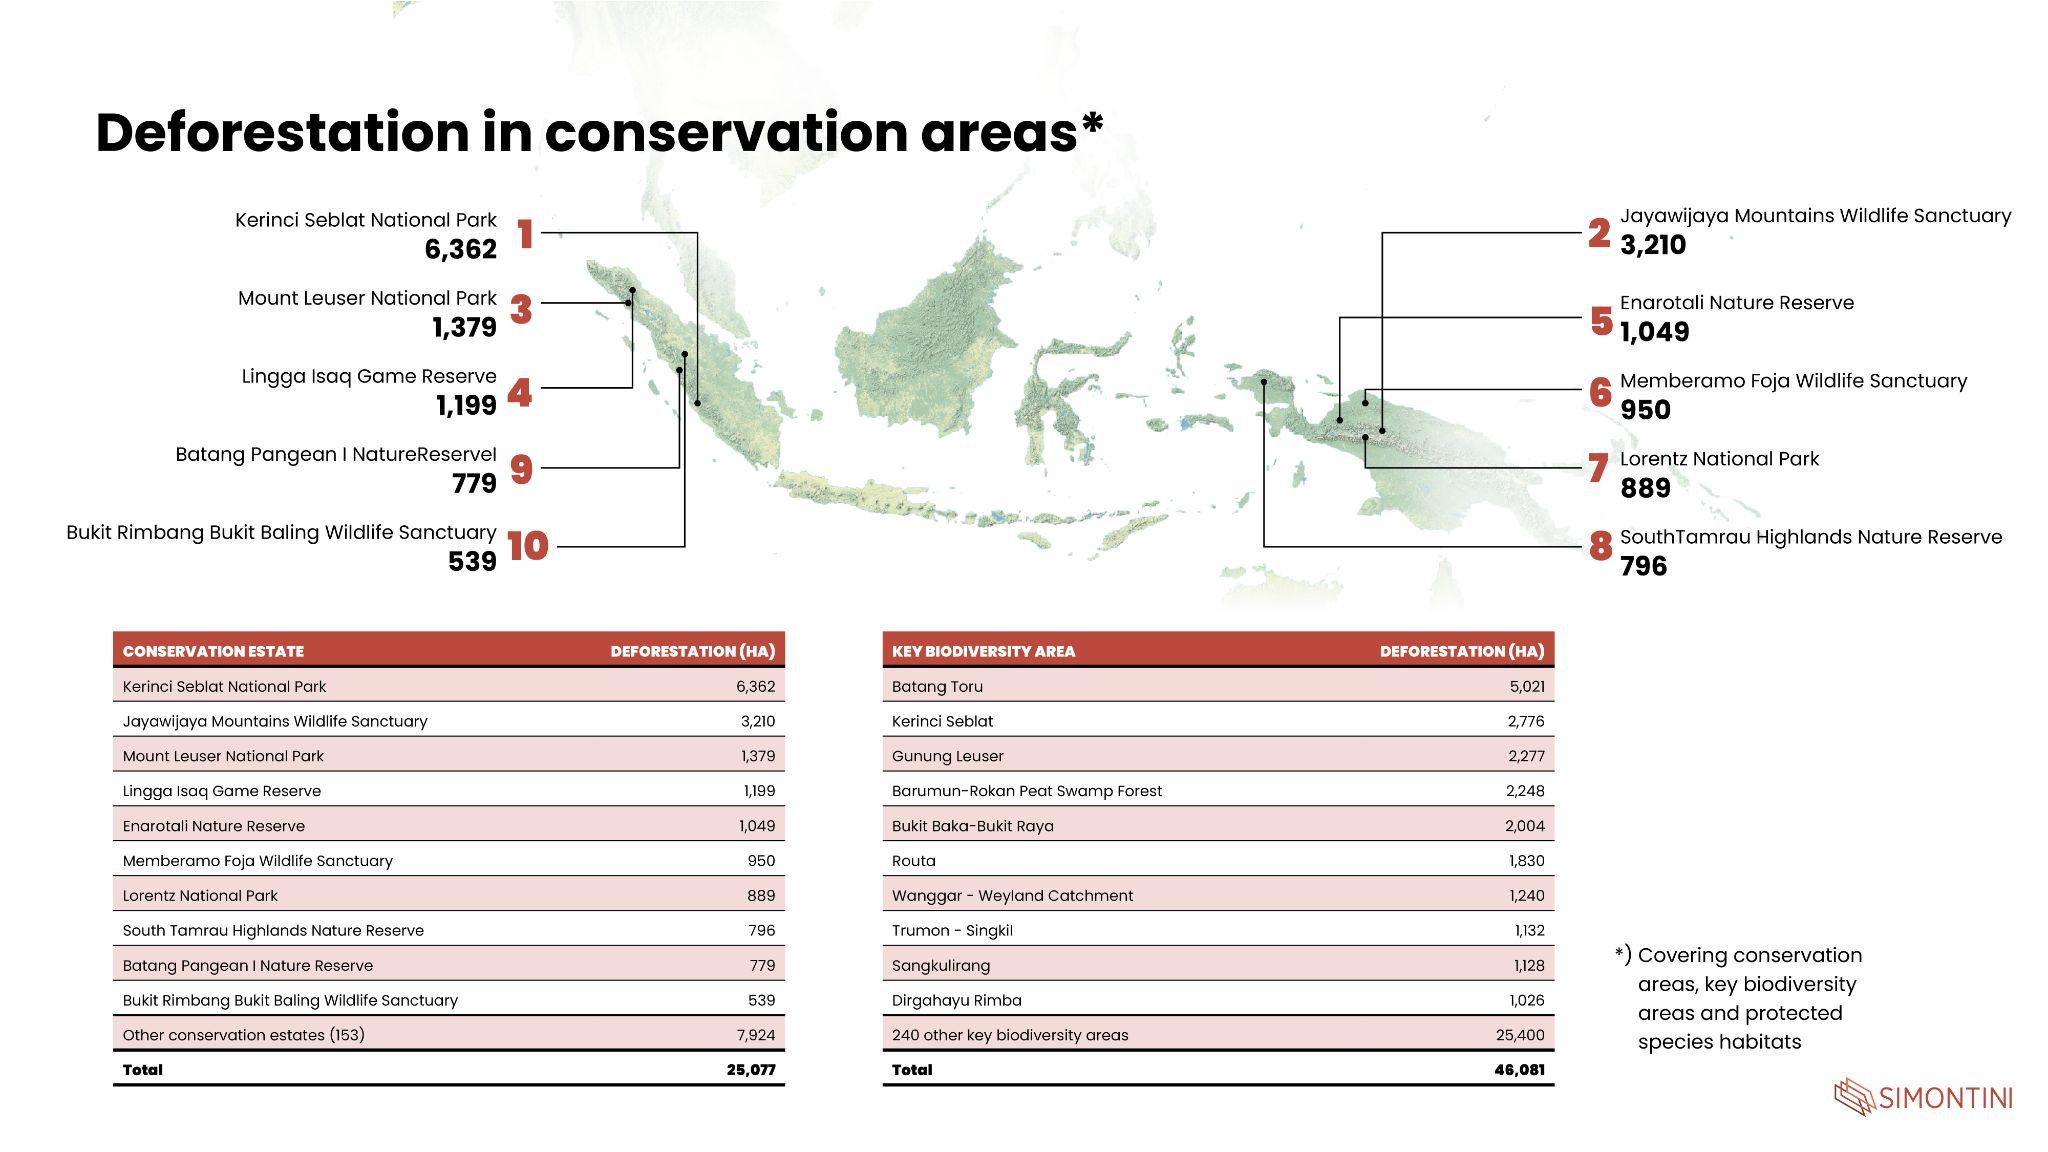 Deforestation in conservation areas*
Kerinci Seblat National Park
6,362
1
Mount Leuser National Park
1,379
3
Lingga Isaq Game Reserve
1,199
4
Batang Pangean I NatureReserveI
779
9
Bukit Rimbang Bukit Baling Wildlife Sanctuary
539
10
2
Jayawijaya Mountains Wildlife Sanctuary
3,210
5
Enarotali Nature Reserve
1,049
6
Memberamo Foja Wildlife Sanctuary
950
7
Lorentz National Park
889
8
SouthTamrau Highlands Nature Reserve
796
CONSERVATION ESTATE DEFORESTATION (HA)
Kerinci Seblat National Park 6,362
Jayawijaya Mountains Wildlife Sanctuary 3,210
Mount Leuser National Park 1,379
Lingga Isaq Game Reserve 1,199
Enarotali Nature Reserve 1,049
Memberamo Foja Wildlife Sanctuary 950
Lorentz National Park 889
South Tamrau Highlands Nature Reserve 796
Batang Pangean I Nature Reserve 779
Bukit Rimbang Bukit Baling Wildlife Sanctuary 539
Other conservation estates (153) 7,924
Total 25,077
KEY BIODIVERSITY AREA DEFORESTATION (HA)
Batang Toru 5,021
Kerinci Seblat 2,776
Gunung Leuser 2,277
Barumun-Rokan Peat Swamp Forest 2,248
Bukit Baka-Bukit Raya 2,004
Routa 1,830
Wanggar - Weyland Catchment 1,240
Trumon - Singkil 1,132
Sangkulirang 1,128
Dirgahayu Rimba 1,026
240 other key biodiversity areas 25,400
Total 46,081
*) Covering conservation
areas, key biodiversity
areas and protected
species habitats
SIMONTINI